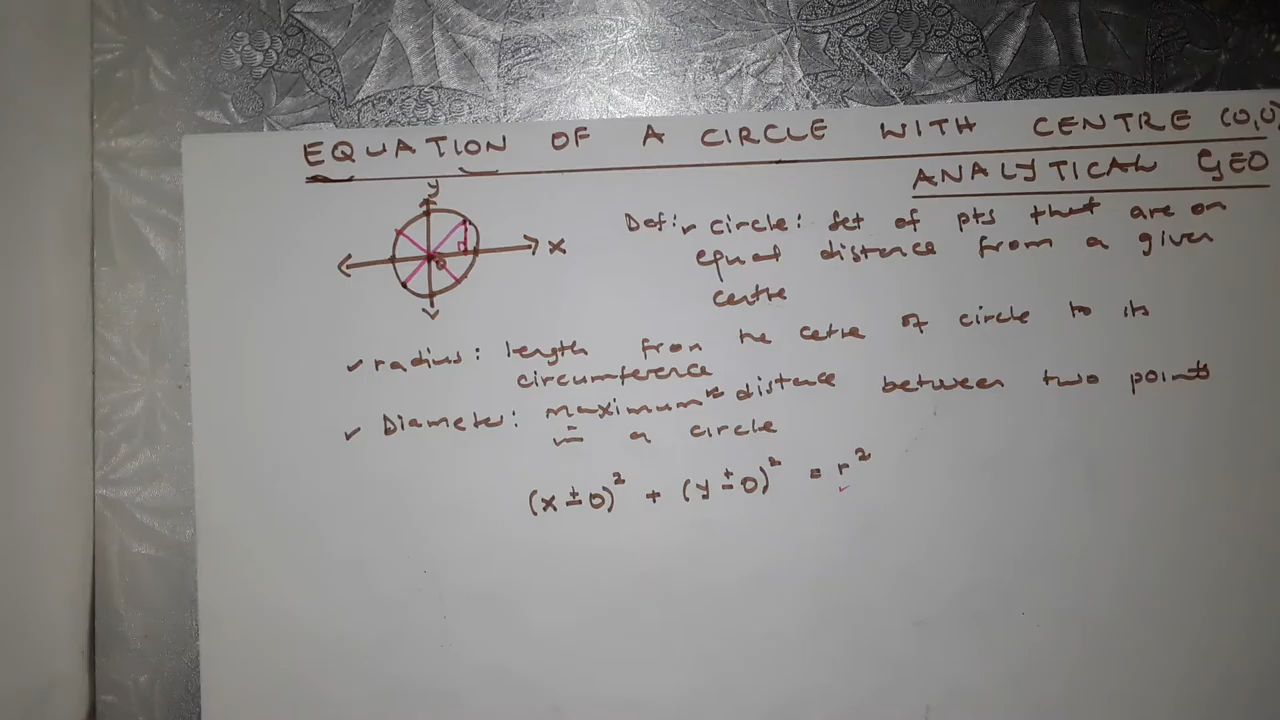 EQUATION OF A CIRCLE WITH CENTRE (0,0)
ANALYTICAL GEO
y
x
0
Def: circle: set of pts that are on
equal distance from a given
centre
✓ radius: length from the cetre of circle to its
circumference
✓ Diameter: maximum distance between two points
in a circle
(x ± 0)² + (y ± 0)² = r²